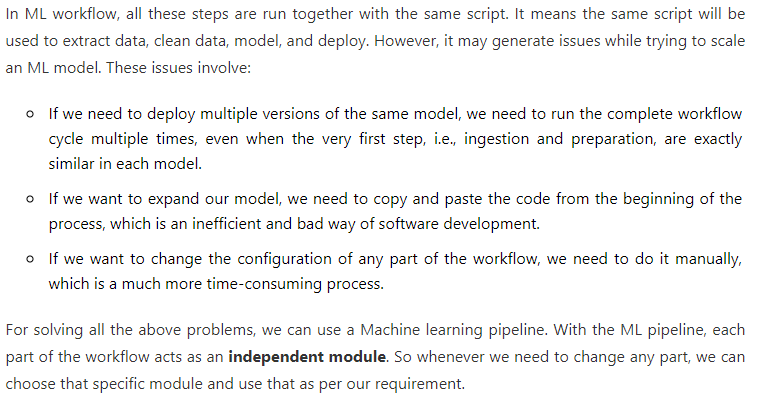 In ML workflow, all these steps are run together with the same script. It means the same script will be
used to extract data, clean data, model, and deploy. However, it may generate issues while trying to scale
an ML model. These issues involve:
If we need to deploy multiple versions of the same model, we need to run the complete workflow
cycle multiple times, even when the very first step, i.e., ingestion and preparation, are exactly
similar in each model.
If we want to expand our model, we need to copy and paste the code from the beginning of the
process, which is an inefficient and bad way of software development.
If we want to change the configuration of any part of the workflow, we need to do it manually,
which is a much more time-consuming process.
For solving all the above problems, we can use a Machine learning pipeline. With the ML pipeline, each
part of the workflow acts as an independent module. So whenever we need to change any part, we can
choose that specific module and use that as per our requirement.